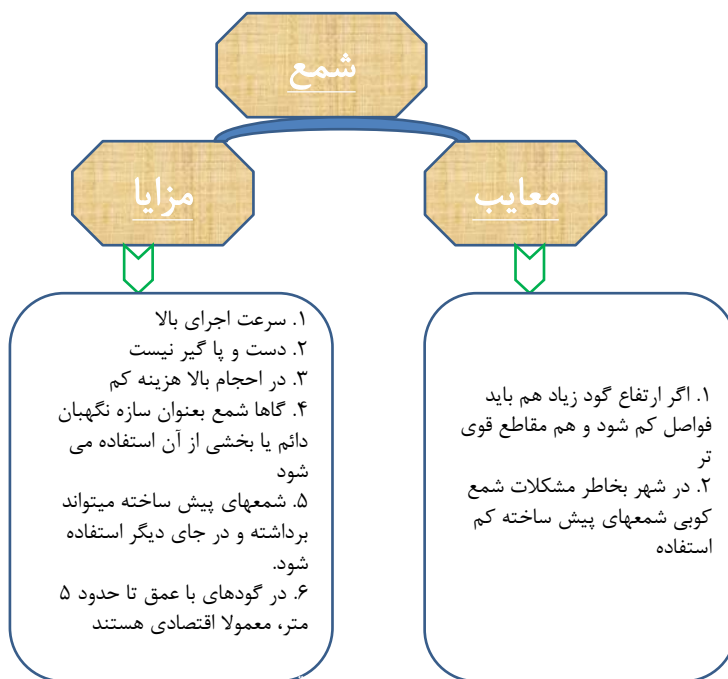 شمع
مزایا
معایب
۱. سرعت اجرای بالا
۲. دست و پا گیر نیست
۳. در احجام بالا هزینه کم
۴. گاها شمع بعنوان سازه نگهبان
دائم یا بخشی از آن استفاده می
شود
۵. شمعهای پیش ساخته میتواند
برداشته و در جای دیگر استفاده
شود.
۶. در گودهای با عمق تا حدود ۵
متر، معمولا اقتصادی هستند
۱. اگر ارتفاع گود زیاد هم باید
فواصل کم شود و هم مقاطع قوی
تر
۲. در شهر بخاطر مشکلات شمع
کوبی شمعهای پیش ساخته کم
استفاده